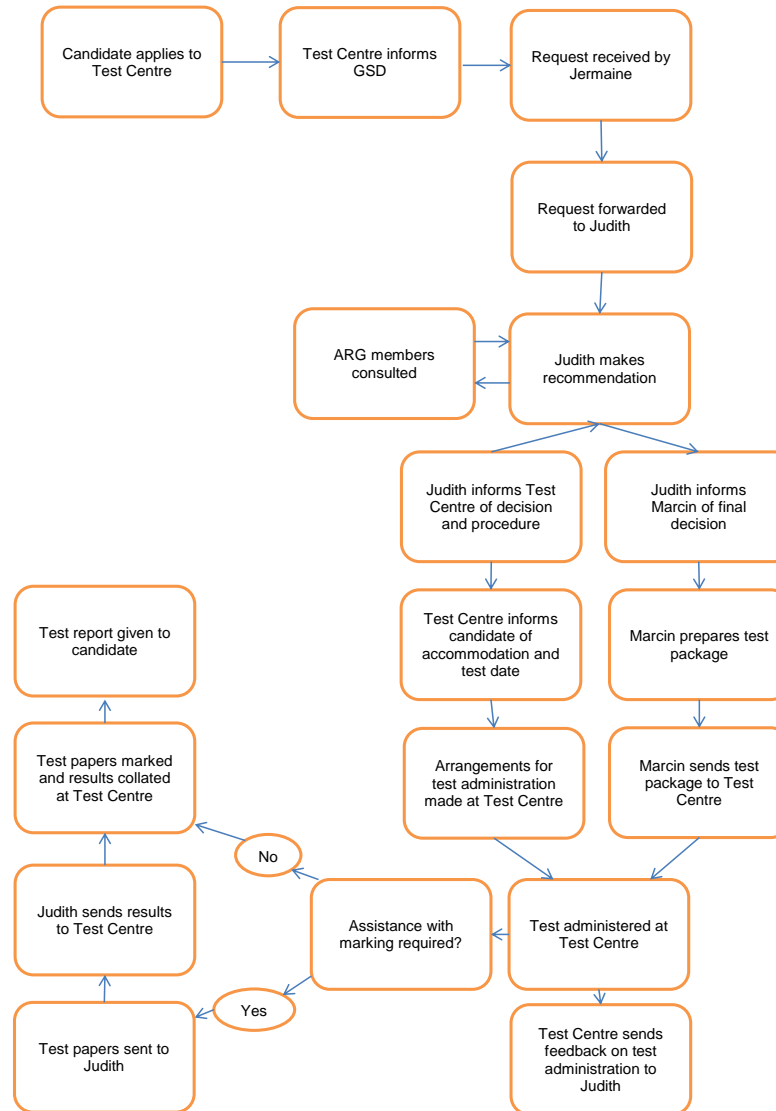 Candidate applies to
Test Centre
Test Centre informs
GSD
Request received by
Jermaine
Request forwarded
to Judith
ARG members
consulted
Judith makes
recommendation
Judith informs Test
Centre of decision
and procedure
Judith informs
Marcin of final
decision
Test Centre informs
candidate of
accommodation and
test date
Marcin prepares test
package
Arrangements for
test administration
made at Test Centre
Marcin sends test
package to Test
Centre
Test administered at
Test Centre
Test Centre sends
feedback on test
administration to
Judith
Assistance with
marking required?
No
Yes
Test papers sent to
Judith
Judith sends results
to Test Centre
Test papers marked
and results collated
at Test Centre
Test report given to
candidate